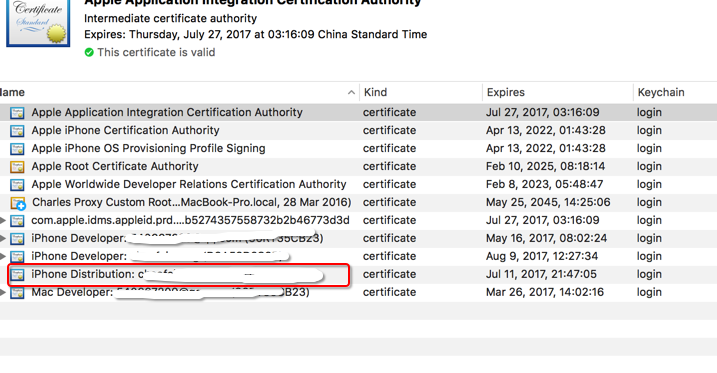 Certificate
Standard
Apple Application Integration Certification Authority
Intermediate certificate authority
Expires: Thursday, July 27, 2017 at 03:16:09 China Standard Time
This certificate is valid
Name Kind Expires Keychain
Apple Application Integration Certification Authority certificate Jul 27, 2017, 03:16:09 login
Apple iPhone Certification Authority certificate Apr 13, 2022, 01:43:28 login
Apple iPhone OS Provisioning Profile Signing certificate Apr 13, 2022, 01:43:28 login
Apple Root Certificate Authority certificate Feb 10, 2025, 08:18:14 login
Apple Worldwide Developer Relations Certification Authority certificate Feb 8, 2023, 05:48:47 login
Charles Proxy Custom Root...MacBook-Pro.local, 28 Mar 2016) certificate May 25, 2045, 14:25:06 login
com.apple.idms.appleid.prd....b5274357558732b2b46773d3d certificate Jul 27, 2017, 03:16:09 login
iPhone Developer: certificate May 16, 2017, 08:02:24 login
iPhone Developer: certificate Aug 9, 2017, 12:27:34 login
iPhone Distribution: certificate Jul 11, 2017, 21:47:05 login
Mac Developer: certificate Mar 26, 2017, 14:02:16 login